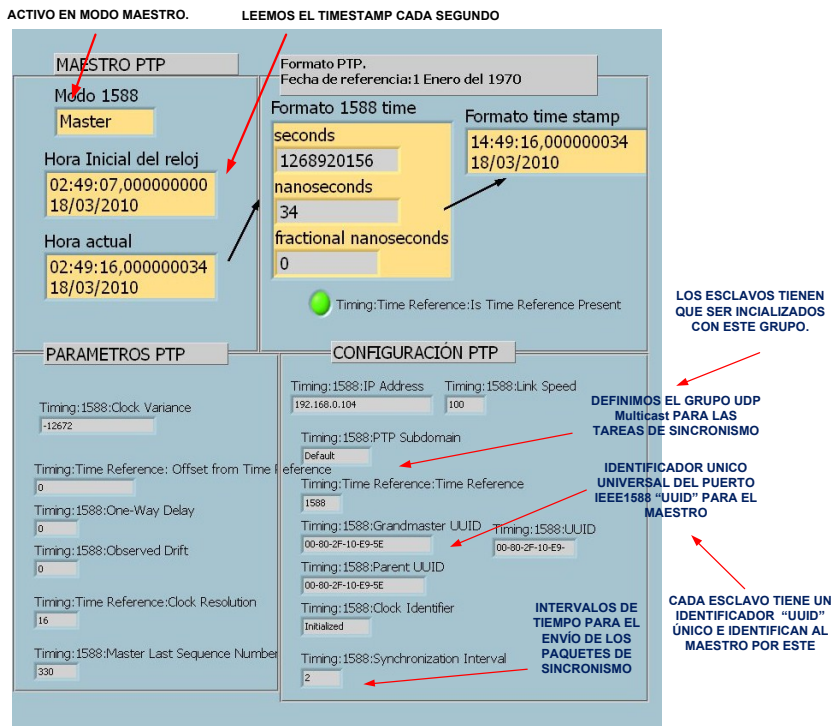 ACTIVO EN MODO MAESTRO.
LEEMOS EL TIMESTAMP CADA SEGUNDO
MAESTRO PTP
Modo 1588
Master
Hora Inicial del reloj
02:49:07,000000000
18/03/2010
Hora actual
02:49:16,000000034
18/03/2010
Formato PTP.
Fecha de referencia:1 Enero del 1970
Formato 1588 time
seconds
1268920156
nanoseconds
34
fractional nanoseconds
0
Formato time stamp
14:49:16,000000034
18/03/2010
Timing:Time Reference:Is Time Reference Present
LOS ESCLAVOS TIENEN
QUE SER INCIALIZADOS
CON ESTE GRUPO.
PARAMETROS PTP
Timing:1588:Clock Variance
-12672
Timing:Time Reference: Offset from Time Reference
0
Timing:1588:One-Way Delay
0
Timing:1588:Observed Drift
0
Timing:Time Reference:Clock Resolution
16
Timing:1588:Master Last Sequence Number
330
CONFIGURACIÓN PTP
Timing:1588:IP Address
192.168.0.104
Timing:1588:Link Speed
100
Timing:1588:PTP Subdomain
Default
Timing:Time Reference:Time Reference
1588
Timing:1588:Grandmaster UUID
00-80-2F-10-E9-5E
Timing:1588:UUID
00-80-2F-10-E9-
Timing:1588:Parent UUID
00-80-2F-10-E9-5E
Timing:1588:Clock Identifier
Initialized
Timing:1588:Synchronization Interval
2
DEFINIMOS EL GRUPO UDP
Multicast PARA LAS
TAREAS DE SINCRONISMO
IDENTIFICADOR UNICO
UNIVERSAL DEL PUERTO
IEEE1588 “UUID” PARA EL
MAESTRO
INTERVALOS DE
TIEMPO PARA EL
ENVÍO DE LOS
PAQUETES DE
SINCRONISMO
CADA ESCLAVO TIENE UN
IDENTIFICADOR “UUID”
ÚNICO E IDENTIFICAN AL
MAESTRO POR ESTE